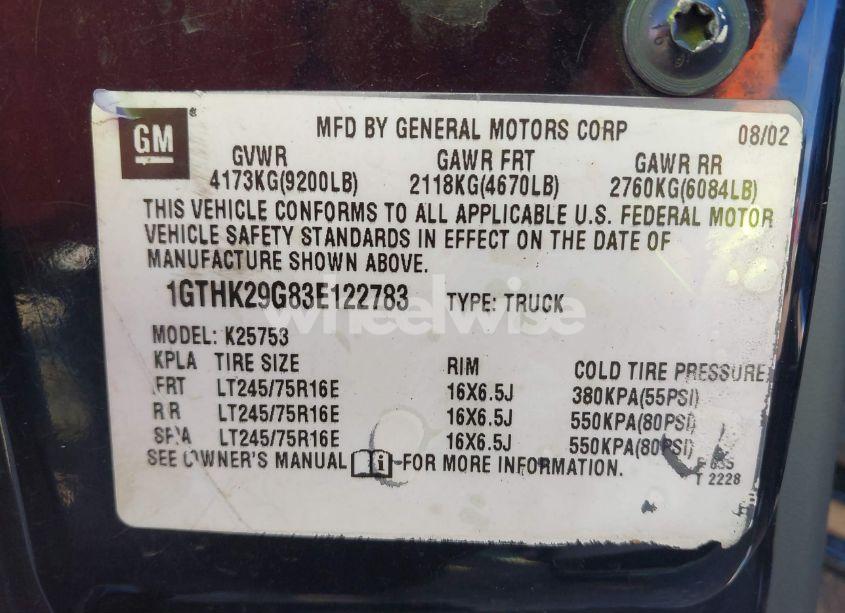 GM
MFD BY GENERAL MOTORS CORP 08/02
GVWR GAWR FRT GAWR RR
4173KG(9200LB) 2118KG(4670LB) 2760KG(6084LB)
THIS VEHICLE CONFORMS TO ALL APPLICABLE U.S. FEDERAL MOTOR
VEHICLE SAFETY STANDARDS IN EFFECT ON THE DATE OF
MANUFACTURE SHOWN ABOVE.
1GTHK29G83E122783 TYPE: TRUCK
wheelwise
MODEL: K25753
KPLA TIRE SIZE RIM COLD TIRE PRESSURE
FRT LT245/75R16E 16X6.5J 380KPA(55PSI)
RR LT245/75R16E 16X6.5J 550KPA(80PSI)
SPA LT245/75R16E 16X6.5J 550KPA(80PSI)
SEE OWNER'S MANUAL i -FOR MORE INFORMATION.
T 2228